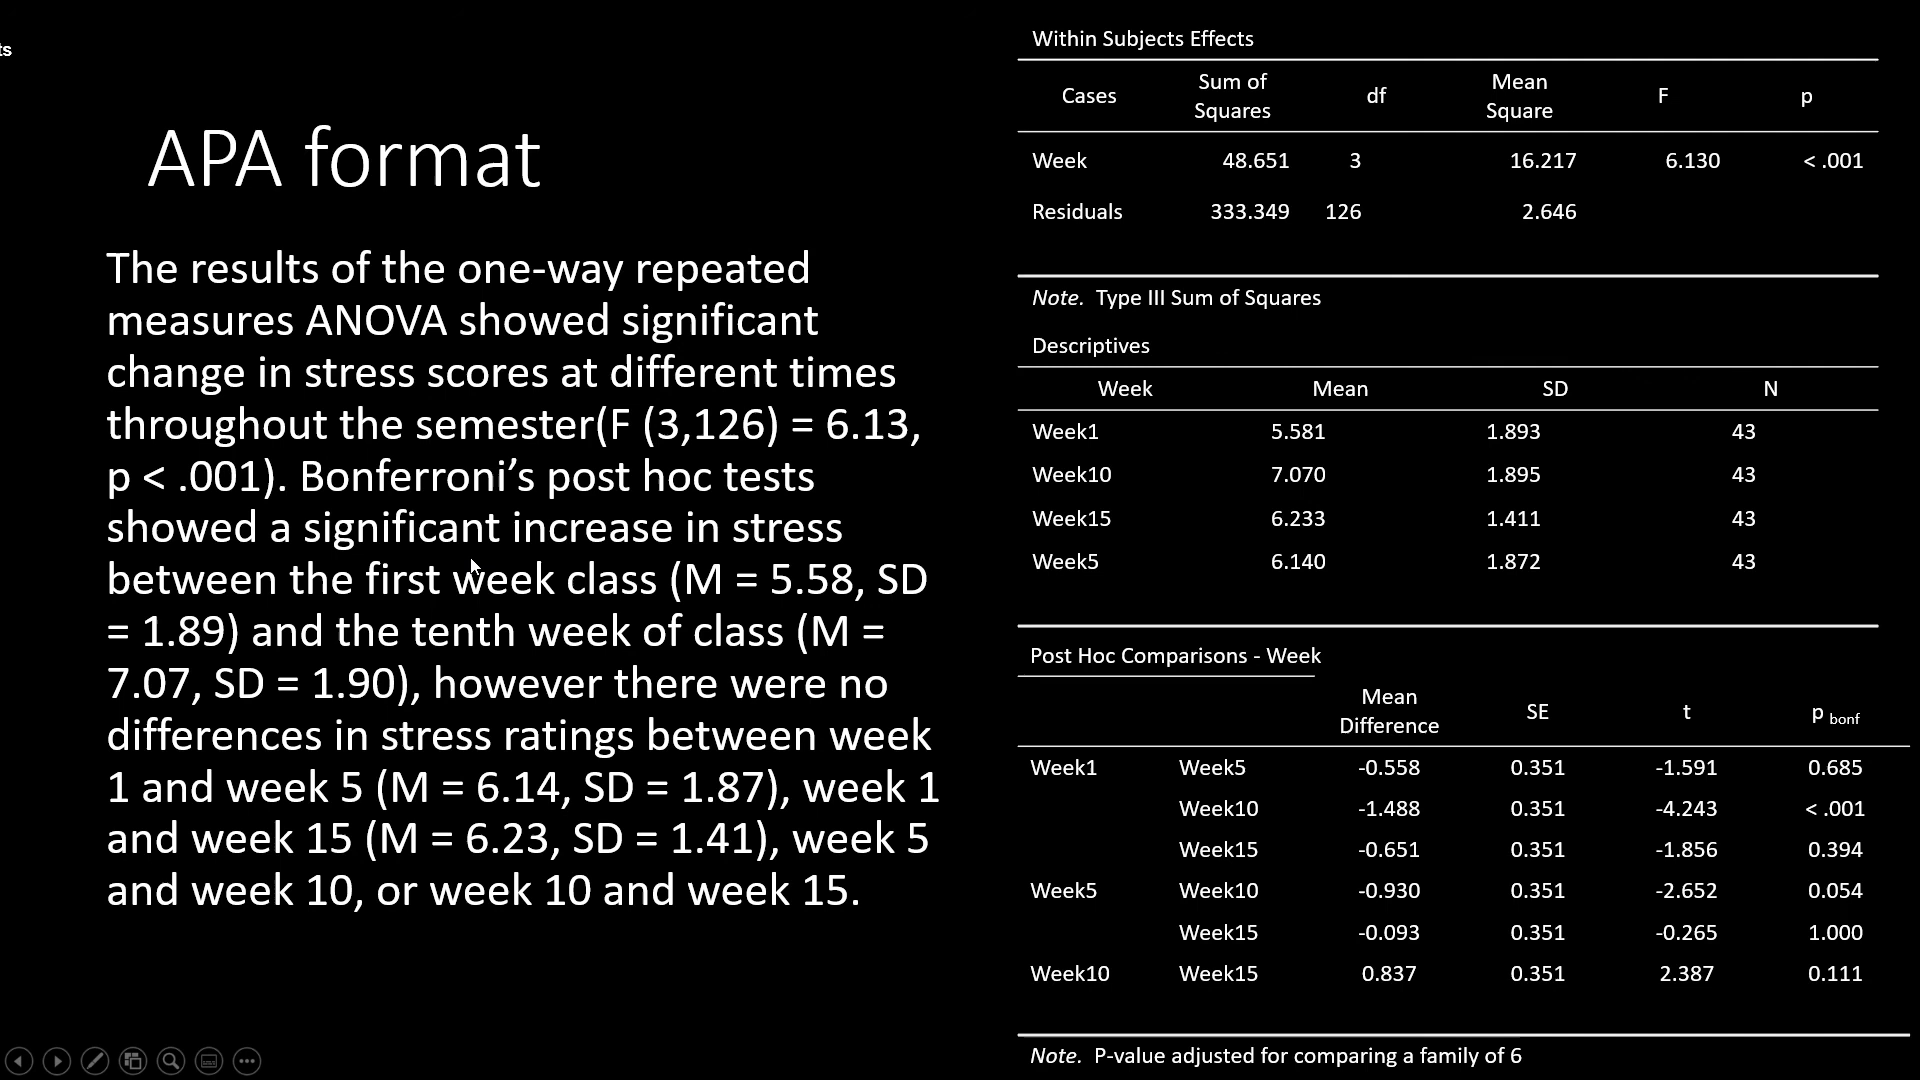 ts
APA format
The results of the one-way repeated
measures ANOVA showed significant
change in stress scores at different times
throughout the semester(F (3,126) = 6.13,
p < .001). Bonferroni’s post hoc tests
showed a significant increase in stress
between the first week class (M = 5.58, SD
= 1.89) and the tenth week of class (M =
7.07, SD = 1.90), however there were no
differences in stress ratings between week
1 and week 5 (M = 6.14, SD = 1.87), week 1
and week 15 (M = 6.23, SD = 1.41), week 5
and week 10, or week 10 and week 15.
Within Subjects Effects
Cases Sum of Squares df Mean Square F p
Week 48.651 3 16.217 6.130 < .001
Residuals 333.349 126 2.646
Note. Type III Sum of Squares
Descriptives
Week Mean SD N
Week1 5.581 1.893 43
Week10 7.070 1.895 43
Week15 6.233 1.411 43
Week5 6.140 1.872 43
Post Hoc Comparisons - Week
Mean Difference SE t p bonf
Week1 Week5 -0.558 0.351 -1.591 0.685
Week10 -1.488 0.351 -4.243 < .001
Week15 -0.651 0.351 -1.856 0.394
Week5 Week10 -0.930 0.351 -2.652 0.054
Week15 -0.093 0.351 -0.265 1.000
Week10 Week15 0.837 0.351 2.387 0.111
Note. P-value adjusted for comparing a family of 6